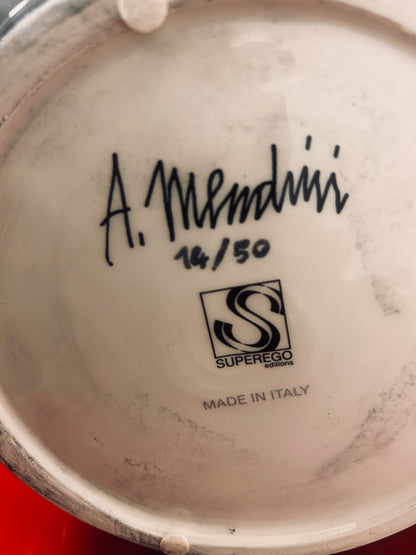 A. Mendini
14/50
S
SUPEREGO
editions
MADE IN ITALY